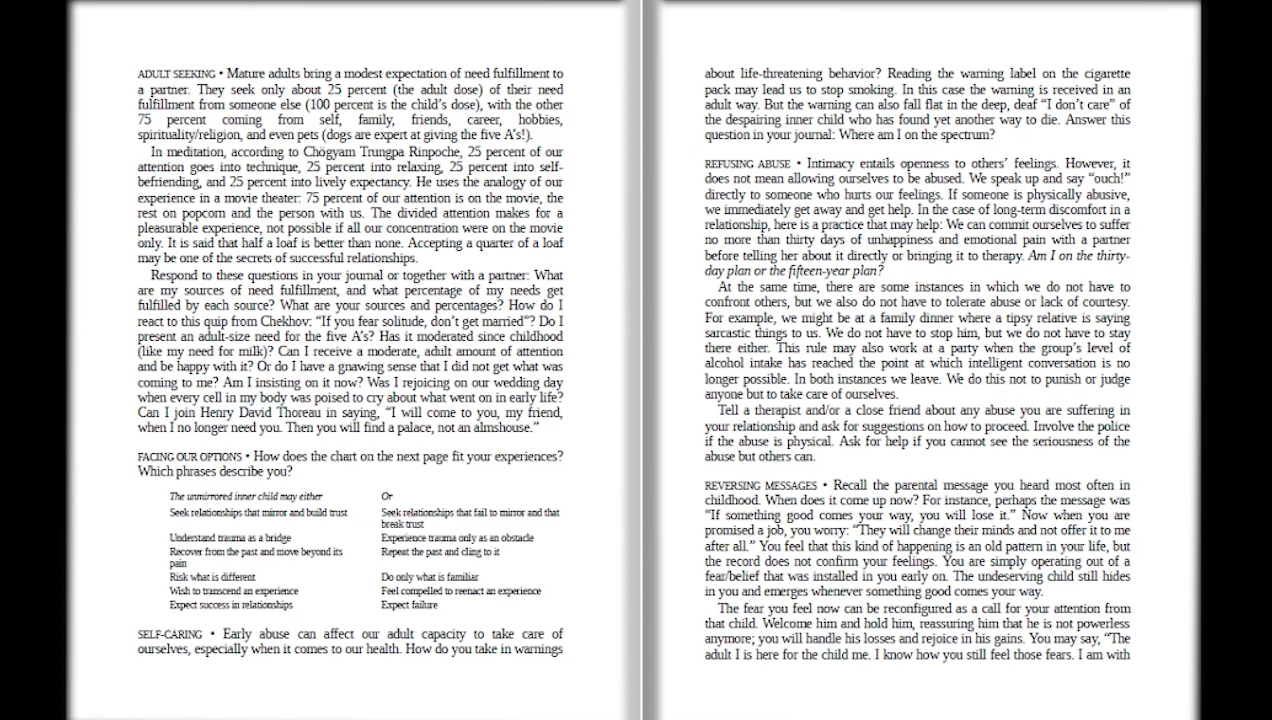 ADULT SEEKING • Mature adults bring a modest expectation of need fulfillment to
a partner. They seek only about 25 percent (the adult dose) of their need
fulfillment from someone else (100 percent is the child's dose), with the other
75 percent coming from self, family, friends, career, hobbies,
spirituality/religion, and even pets (dogs are expert at giving the five A's!).
In meditation, according to Chögyam Trungpa Rinpoche, 25 percent of our
attention goes into technique, 25 percent into relaxing, 25 percent into self-
befriending, and 25 percent into lively expectancy. He uses the analogy of our
experience in a movie theater: 75 percent of our attention is on the movie, the
rest on popcorn and the person with us. The divided attention makes for a
pleasurable experience, not possible if all our concentration were on the movie
only. It is said that half a loaf is better than none. Accepting a quarter of a loaf
may be one of the secrets of successful relationships.
Respond to these questions in your journal or together with a partner: What
are my sources of need fulfillment, and what percentage of my needs get
fulfilled by each source? What are your sources and percentages? How do I
react to this quip from Chekhov: “If you fear solitude, don't get married”? Do I
present an adult-size need for the five A's? Has it moderated since childhood
(like my need for milk)? Can I receive a moderate, adult amount of attention
and be happy with it? Or do I have a gnawing sense that I did not get what was
coming to me? Am I insisting on it now? Was I rejoicing on our wedding day
when every cell in my body was poised to cry about what went on in early life?
Can I join Henry David Thoreau in saying, “I will come to you, my friend,
when I no longer need you. Then you will find a palace, not an almshouse.”
FACING OUR OPTIONS • How does the chart on the next page fit your experiences?
Which phrases describe you?
The unmirrored inner child may either Or
Seek relationships that mirror and build trust Seek relationships that fail to mirror and that
break trust
Understand trauma as a bridge Experience trauma only as an obstacle
Recover from the past and move beyond its Repeat the past and cling to it
pain
Risk what is different Do only what is familiar
Wish to transcend an experience Feel compelled to reenact an experience
Expect success in relationships Expect failure
SELF-CARING • Early abuse can affect our adult capacity to take care of
ourselves, especially when it comes to our health. How do you take in warnings
about life-threatening behavior? Reading the warning label on the cigarette
pack may lead us to stop smoking. In this case the warning is received in an
adult way. But the warning can also fall flat in the deep, deaf “I don't care” of
the despairing inner child who has found yet another way to die. Answer this
question in your journal: Where am I on the spectrum?
REFUSING ABUSE • Intimacy entails openness to others' feelings. However, it
does not mean allowing ourselves to be abused. We speak up and say “ouch!”
directly to someone who hurts our feelings. If someone is physically abusive,
we immediately get away and get help. In the case of long-term discomfort in a
relationship, here is a practice that may help: We can commit ourselves to suffer
no more than thirty days of unhappiness and emotional pain with a partner
before telling her about it directly or bringing it to therapy. Am I on the thirty-
day plan or the fifteen-year plan?
At the same time, there are some instances in which we do not have to
confront others, but we also do not have to tolerate abuse or lack of courtesy.
For example, we might be at a family dinner where a tipsy relative is saying
sarcastic things to us. We do not have to stop him, but we do not have to stay
there either. This rule may also work at a party when the group's level of
alcohol intake has reached the point at which intelligent conversation is no
longer possible. In both instances we leave. We do this not to punish or judge
anyone but to take care of ourselves.
Tell a therapist and/or a close friend about any abuse you are suffering in
your relationship and ask for suggestions on how to proceed. Involve the police
if the abuse is physical. Ask for help if you cannot see the seriousness of the
abuse but others can.
REVERSING MESSAGES • Recall the parental message you heard most often in
childhood. When does it come up now? For instance, perhaps the message was
“If something good comes your way, you will lose it.” Now when you are
promised a job, you worry: “They will change their minds and not offer it to me
after all.” You feel that this kind of happening is an old pattern in your life, but
the record does not confirm your feelings. You are simply operating out of a
fear/belief that was installed in you early on. The undeserving child still hides
in you and emerges whenever something good comes your way.
The fear you feel now can be reconfigured as a call for your attention from
that child. Welcome him and hold him, reassuring him that he is not powerless
anymore; you will handle his losses and rejoice in his gains. You may say, “The
adult I is here for the child me. I know how you still feel those fears. I am with